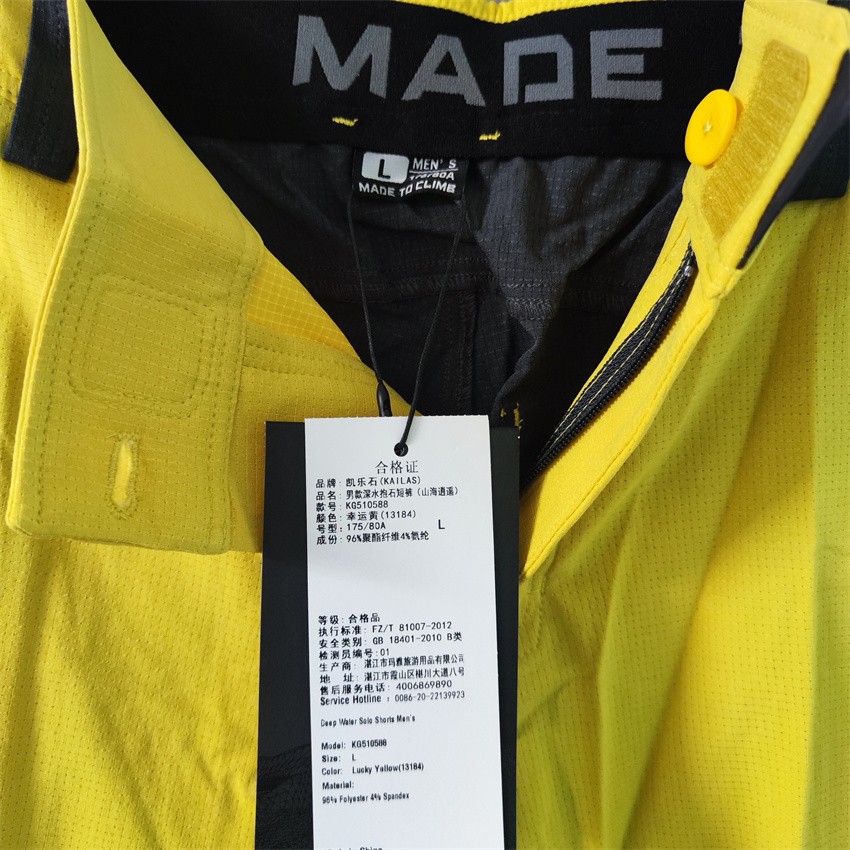 MADE
L
MEN'S
175/80A
MADE TO CLIMB
合格证
品牌: 凯乐石(KAILAS)
品名: 男款深水抱石短裤 (山海逍遥)
款号: KG510588
颜色: 幸运黄(13184)
号型: 175/80A L
成份: 96%聚酯纤维4%氨纶
等级: 合格品
执行标准: FZ/T 81007-2012
安全类别: GB 18401-2010 B类
检测员编号:01
生产商: 湛江市玛雅旅游用品有限公司
地 址: 湛江市霞山区椹川大道八号
售后服务电话: 4006869890
Service Hotline : 0086-20-22139923
Deep Water Solo Shorts Men's
Model: KG510588
Size: L
Color: Lucky Yellow(13184)
Material:
96% Polyester 4% Spandex